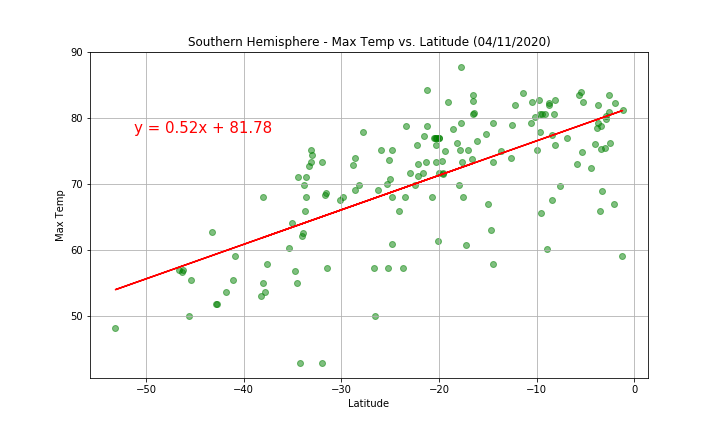 Southern Hemisphere - Max Temp vs. Latitude (04/11/2020)
90
80
70
60
50
Max Temp
y = 0.52x + 81.78
−50 −40 −30 −20 −10 0
Latitude